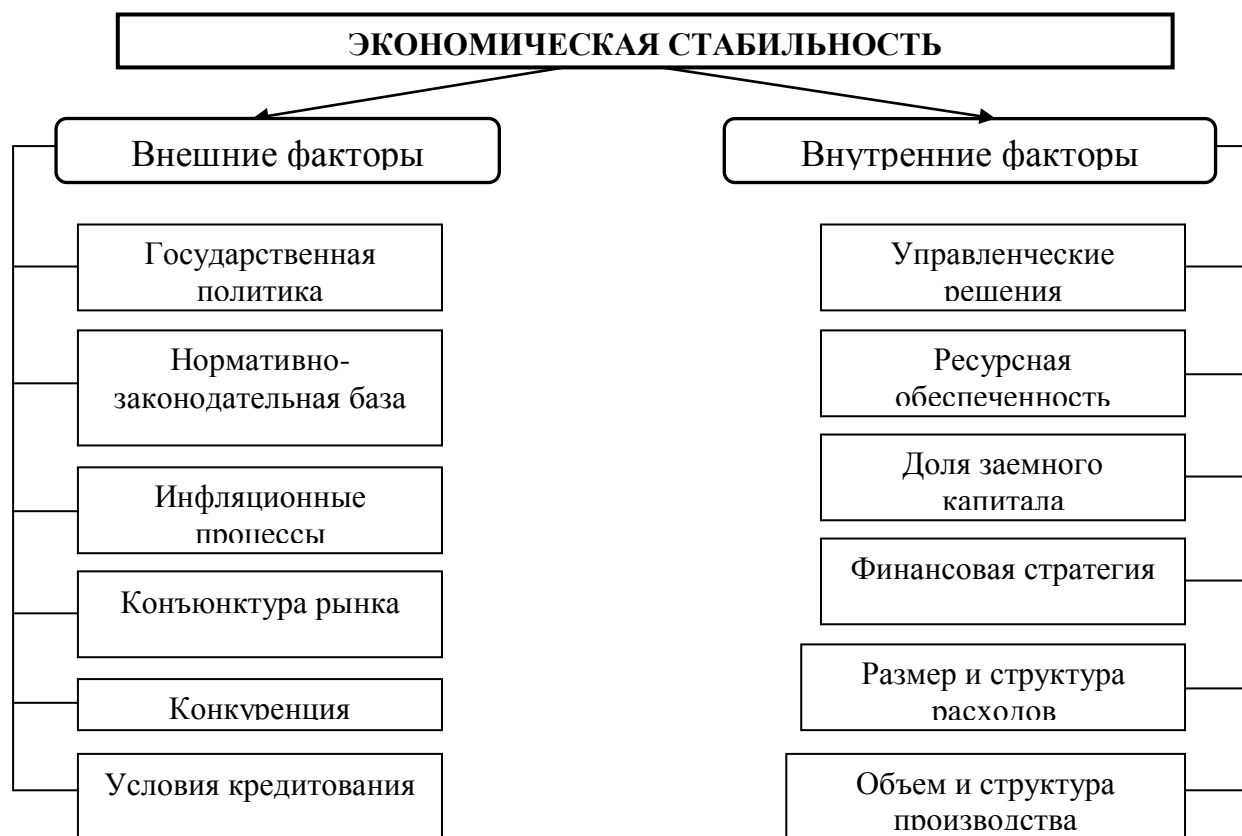 ЭКОНОМИЧЕСКАЯ СТАБИЛЬНОСТЬ
Внешние факторы
Государственная
политика
Нормативно-
законодательная база
Инфляционные
процессы
Конъюнктура рынка
Конкуренция
Условия кредитования
Внутренние факторы
Управленческие
решения
Ресурсная
обеспеченность
Доля заемного
капитала
Финансовая стратегия
Размер и структура
расходов
Объем и структура
производства